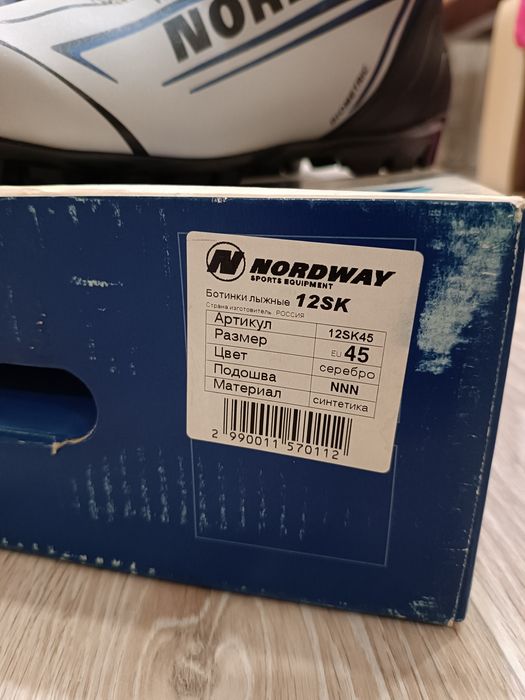 NORDWAY
NORDWAY
SPORTS EQUIPMENT
Ботинки лыжные 12SK
Страна изготовитель: РОССИЯ
Артикул 12SK45
Размер EU 45
Цвет серебро
Подошва NNN
Материал синтетика
2 990011 570112